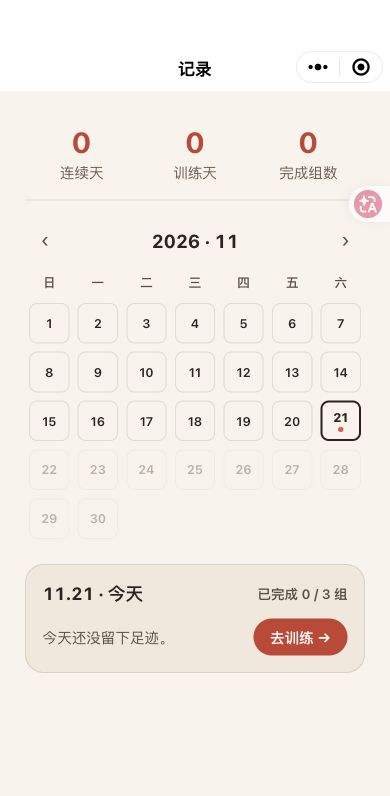 记录
0 0 0
连续天 训练天 完成组数
‹ 2026 · 11 ›
日 一 二 三 四 五 六
1 2 3 4 5 6 7
8 9 10 11 12 13 14
15 16 17 18 19 20 21
22 23 24 25 26 27 28
29 30
11.21 · 今天 已完成 0 / 3 组
今天还没留下足迹。 去训练 →